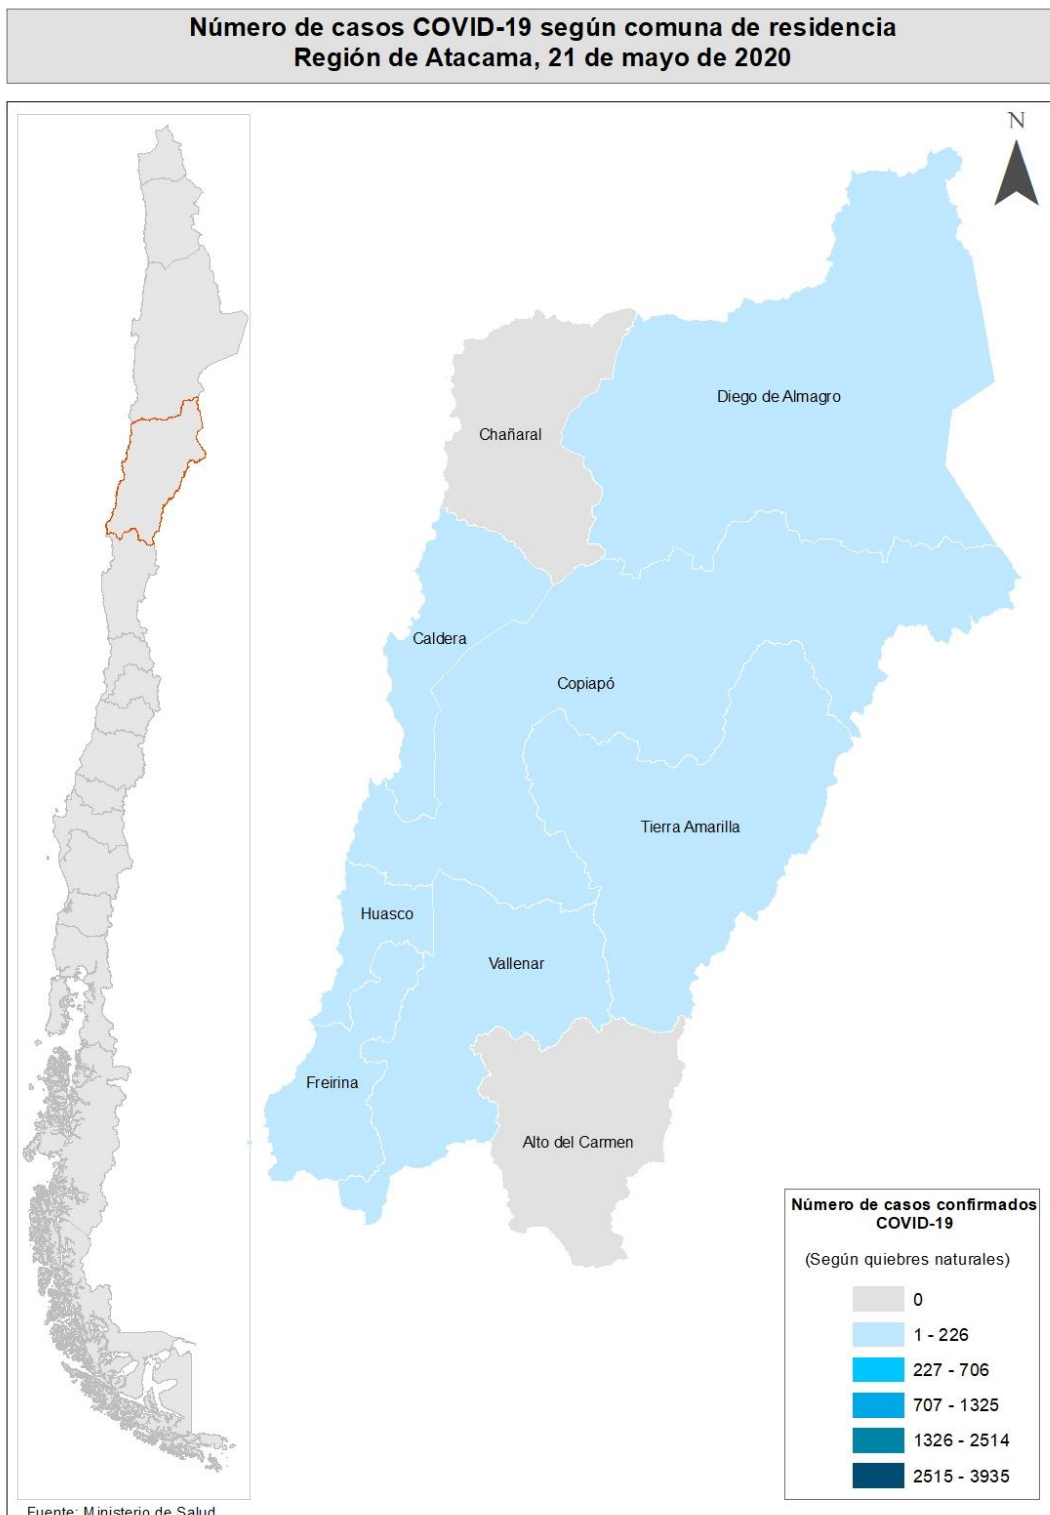 Número de casos COVID-19 según comuna de residencia
Región de Atacama, 21 de mayo de 2020
N
Diego de Almagro
Chañaral
Caldera
Copiapó
Tierra Amarilla
Huasco
Vallenar
Freirina
Alto del Carmen
Número de casos confirmados
COVID-19
(Según quiebres naturales)
0
1 - 226
227 - 706
707 - 1325
1326 - 2514
2515 - 3935
Fuente: Ministerio de Salud